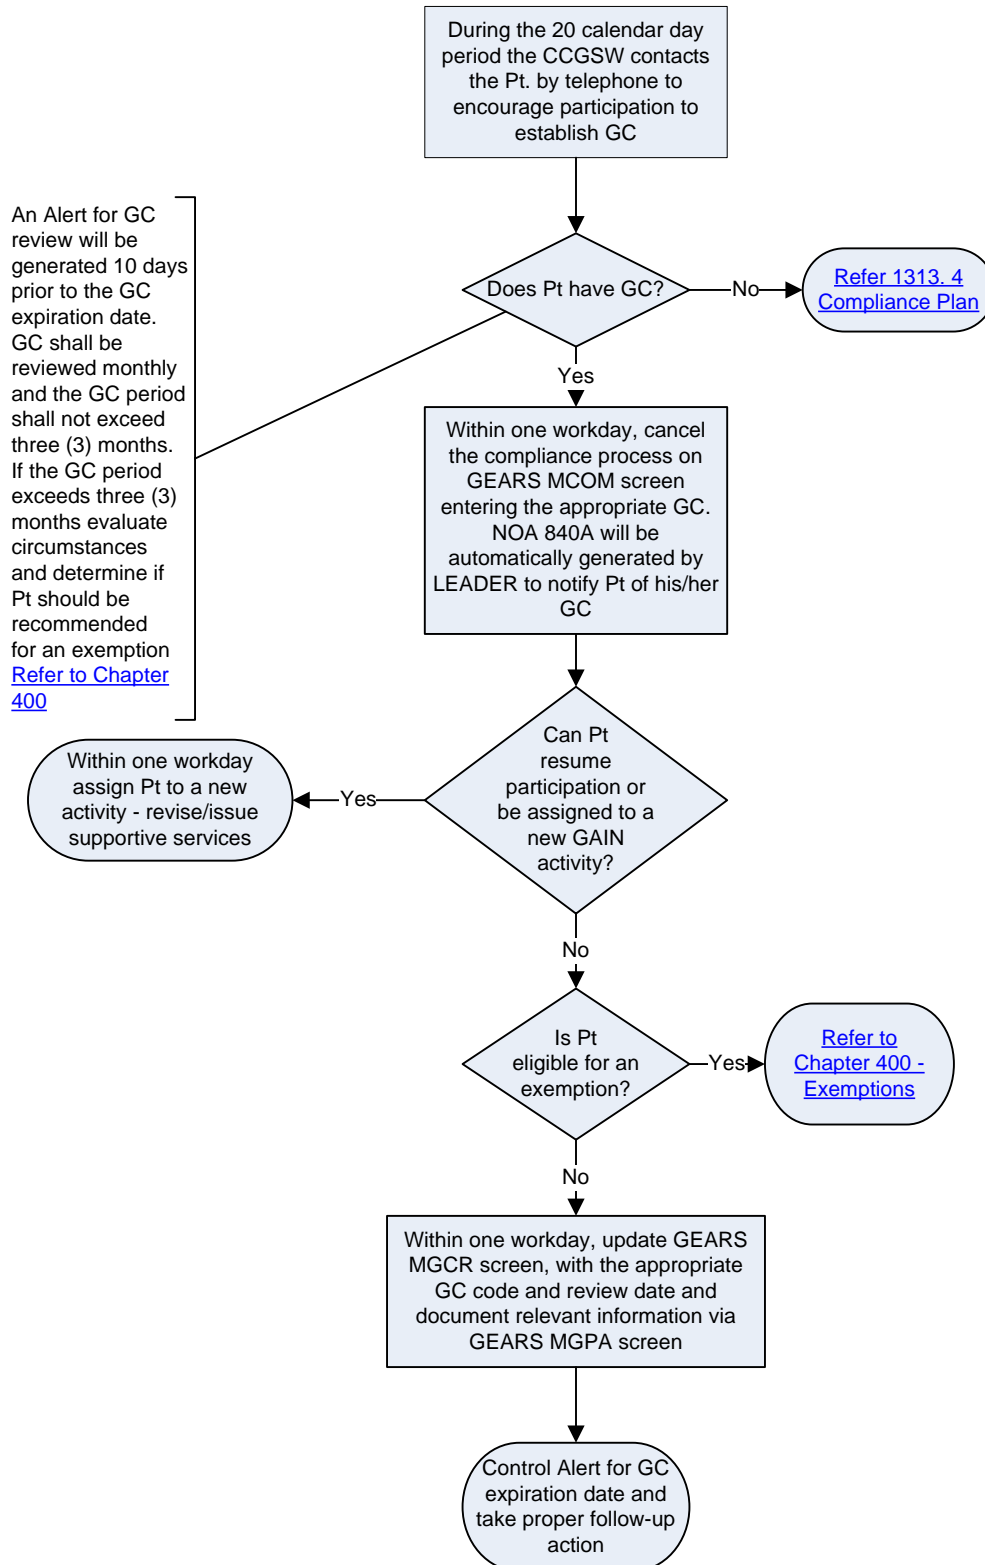 During the 20 calendar day
period the CCGSW contacts
the Pt. by telephone to
encourage participation to
establish GC
An Alert for GC
review will be
generated 10 days
prior to the GC
expiration date.
GC shall be
reviewed monthly
and the GC period
shall not exceed
three (3) months.
If the GC period
exceeds three (3)
months evaluate
circumstances
and determine if
Pt should be
recommended
for an exemption
Refer to Chapter
400
Does Pt have GC?
No
Refer 1313. 4
Compliance Plan
Yes
Within one workday, cancel
the compliance process on
GEARS MCOM screen
entering the appropriate GC.
NOA 840A will be
automatically generated by
LEADER to notify Pt of his/her
GC
Can Pt
resume
participation or
be assigned to a
new GAIN
activity?
Yes
Within one workday
assign Pt to a new
activity - revise/issue
supportive services
No
Is Pt
eligible for an
exemption?
Yes
Refer to
Chapter 400 -
Exemptions
No
Within one workday, update GEARS
MGCR screen, with the appropriate
GC code and review date and
document relevant information via
GEARS MGPA screen
Control Alert for GC
expiration date and
take proper follow-up
action